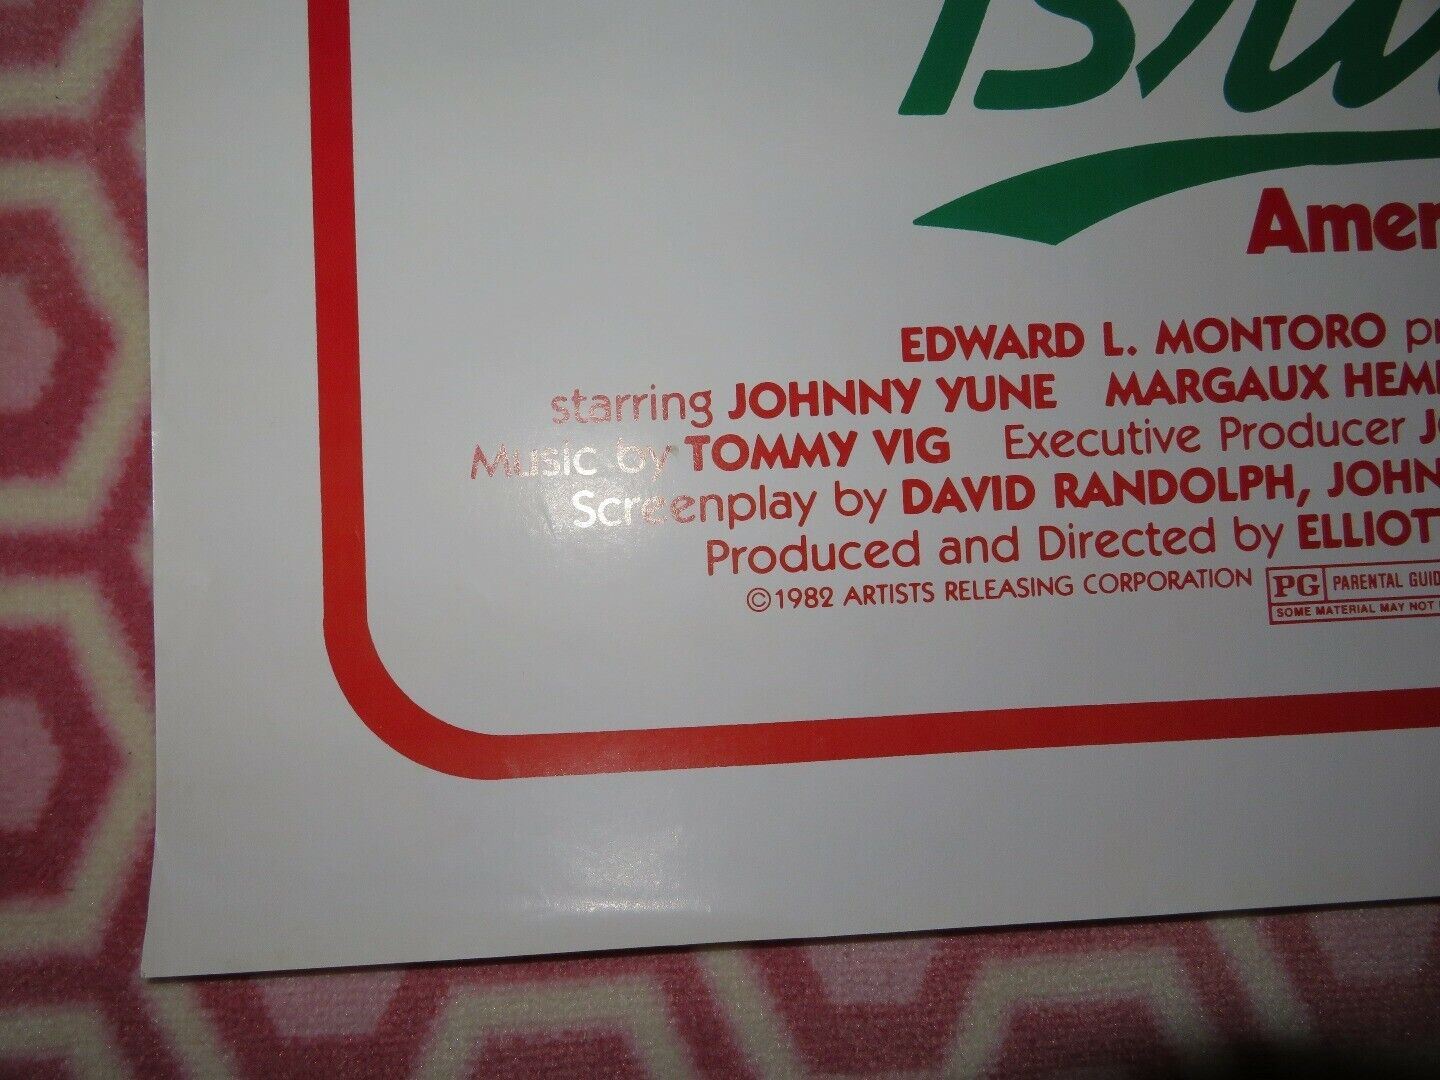 Amer
EDWARD L. MONTORO pr
starring JOHNNY YUNE MARGAUX HEM
Music by TOMMY VIG Executive Producer J
Screenplay by DAVID RANDOLPH, JOHN
Produced and Directed by ELLIOT
©1982 ARTISTS RELEASING CORPORATION PG PARENTAL GUID
SOME MATERIAL MAY NOT